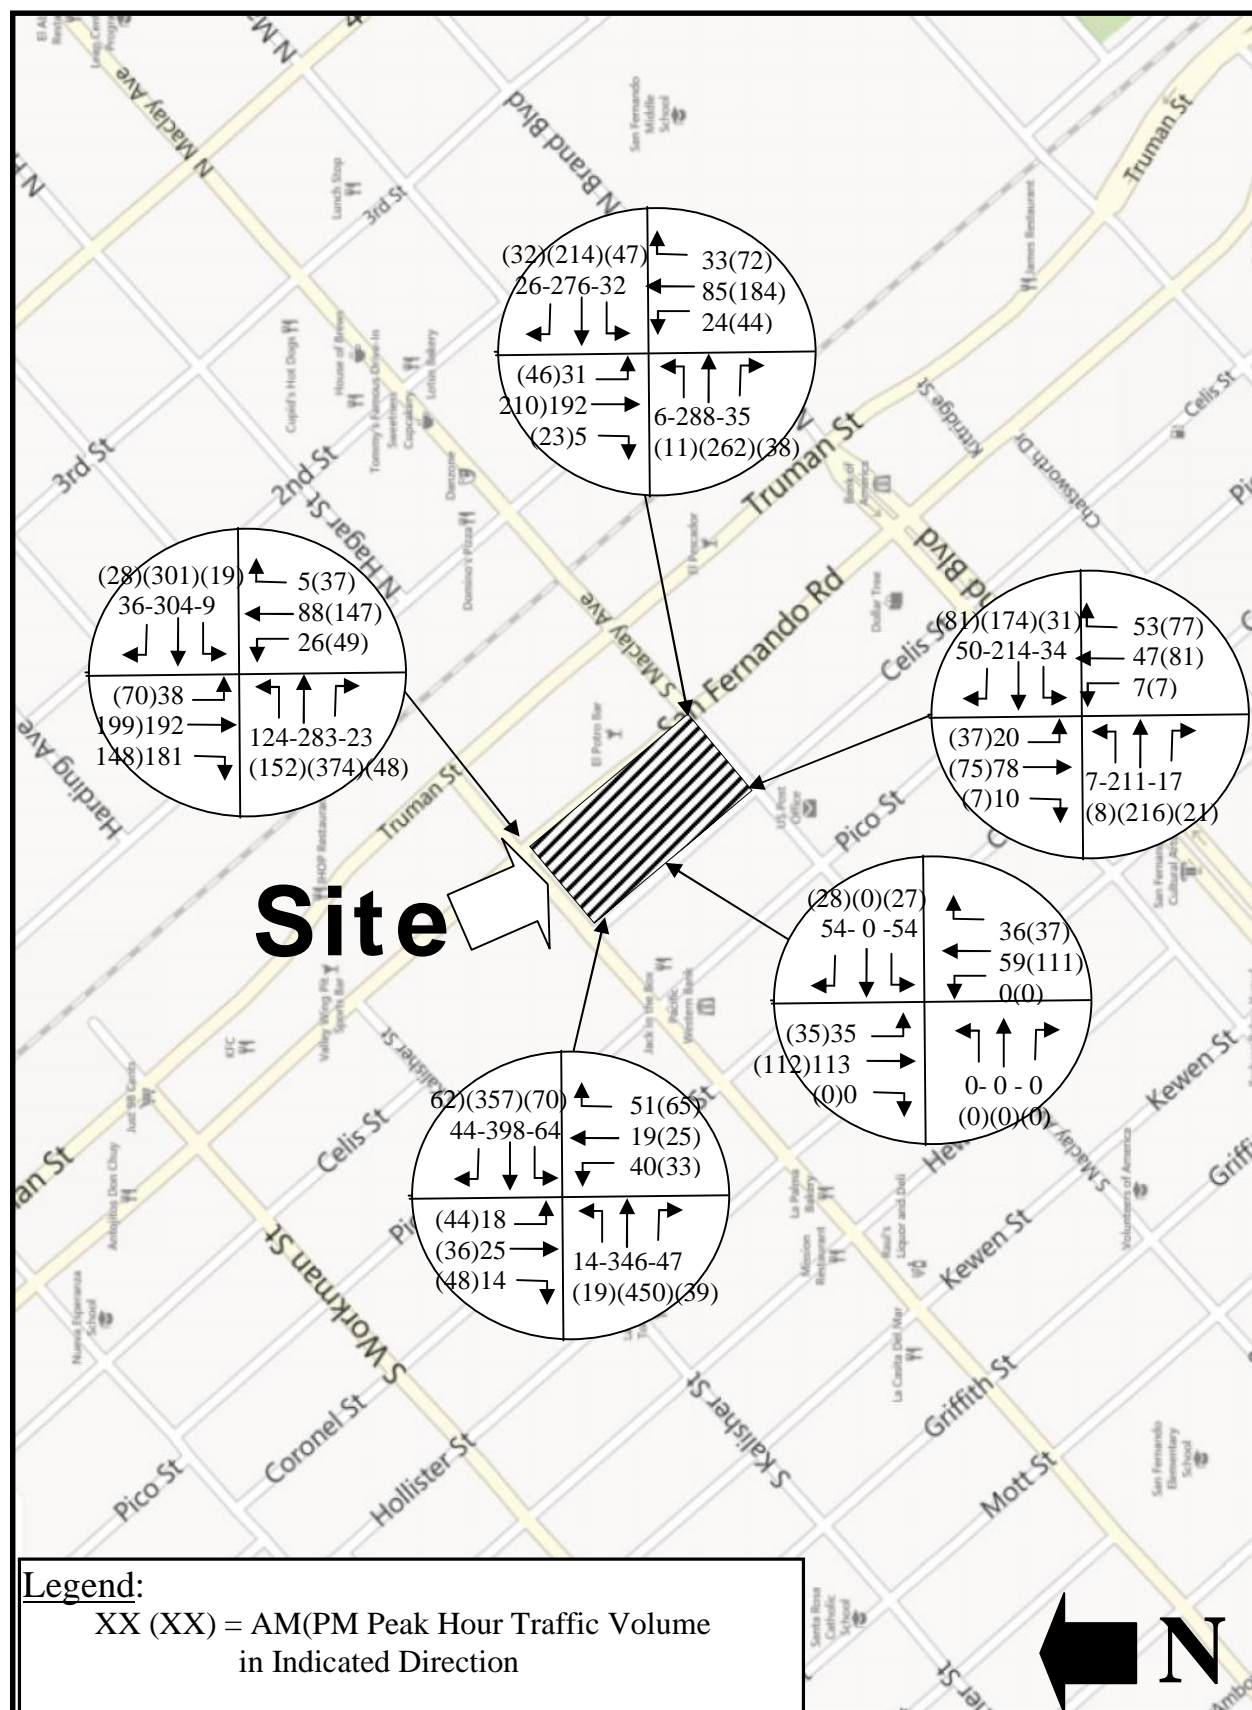 N Maclay Ave
3rd St
N Brand Blvd
San Fernando
Middle
School
Truman St
Lunch Stop
James Restaurant
(32)(214)(47)
26-276-32
33(72)
85(184)
24(44)
(46)31
210)192
(23)5
6-288-35
(11)(262)(38)
Cupid's Hot Dogs
House of Brews
Tommy's Famous Drive-In
Sweetness
Cupcakery
Lotus Bakery
Danzone
Domino's Pizza
3rd St
2nd St
N Hagar St
Truman St
Kittridge St
Celis St
Chatsworth Dr
Bank of
America
El Pescador
Dollar Tree
(28)(301)(19)
36-304-9
5(37)
88(147)
26(49)
(70)38
199)192
148)181
124-283-23
(152)(374)(48)
S Maclay Ave
San Fernando Rd
Celis St
El Potro Bar
(81)(174)(31)
50-214-34
53(77)
47(81)
7(7)
(37)20
(75)78
(7)10
7-211-17
(8)(216)(21)
Harding Ave
IHOP Restaurant
Truman St
US Post
Office
Pico St
Site
(28)(0)(27)
54- 0 -54
36(37)
59(111)
0(0)
(35)35
(112)113
(0)0
0- 0 - 0
(0)(0)(0)
KFC
Valley Wing Pit
Sports Bar
Jack in the Box
Pacific
Western Bank
Just 98 Cents
Celis St
62)(357)(70)
44-398-64
51(65)
19(25)
40(33)
(44)18
(36)25
(48)14
14-346-47
(19)(450)(39)
Antojitos Don Chuy
Nueva Esperanza
School
S Workman St
La Palma
Bakery
Mission
Restaurant
Raul's
Liquor and Deli
S Maclay A
Volunteers of America
Kewen St
Kewen St
La Casita Del Mar
Griffith St
Coronel St
Pico St
Hollister St
S Kalisher St
Mott St
San Fernando
Elementary
School
Santa Rosa
Catholic
School
Legend:
XX (XX) = AM(PM Peak Hour Traffic Volume
in Indicated Direction
N